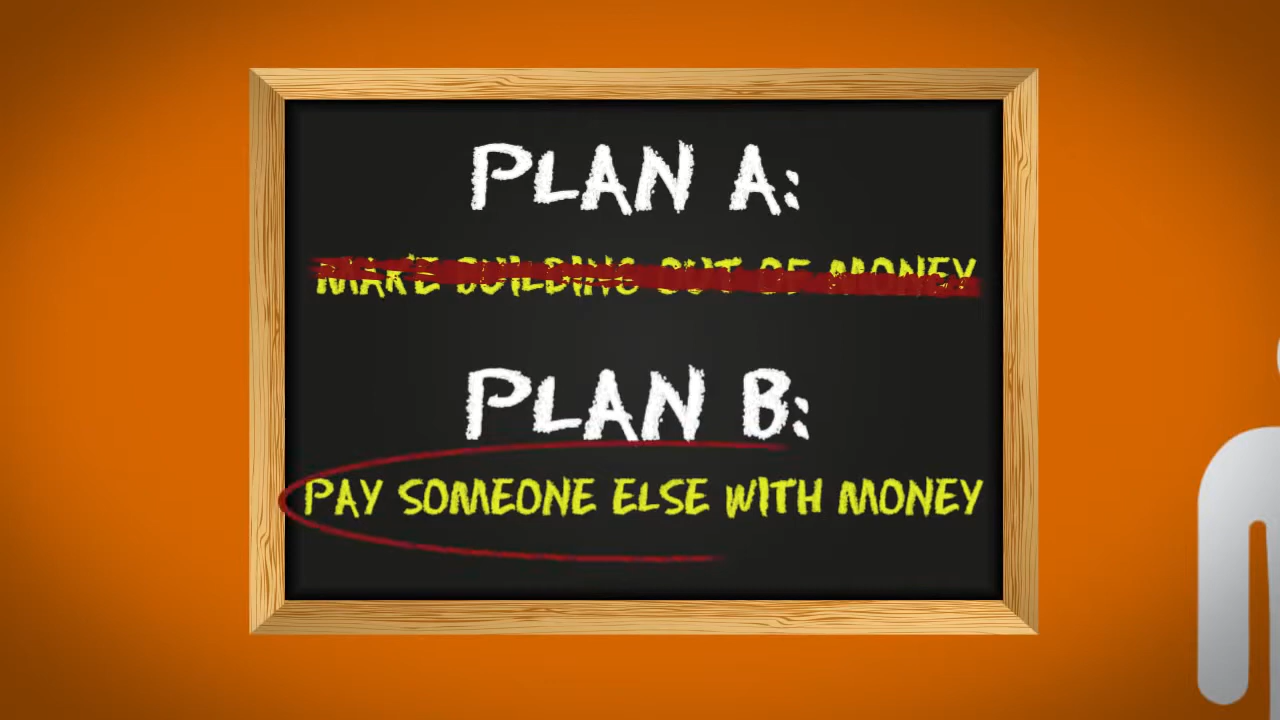 PLAN A:
MAKE BUILDING OUT OF MONEY
PLAN B:
PAY SOMEONE ELSE WITH MONEY